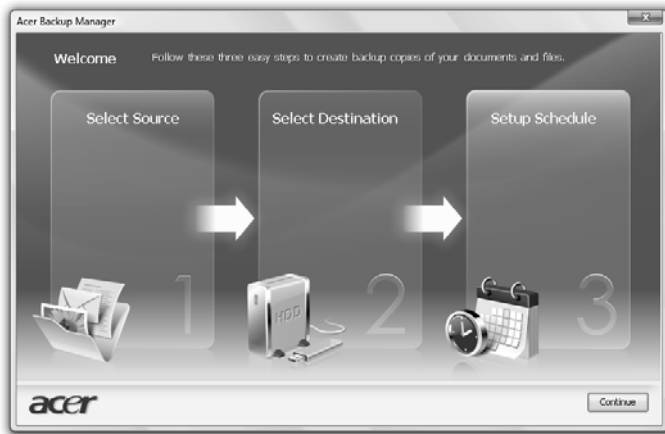 Acer Backup Manager
Welcome
Follow these three easy steps to create backup copies of your documents and files.
Select Source
Select Destination
Setup Schedule
1
HDD
2
3
acer
Continue